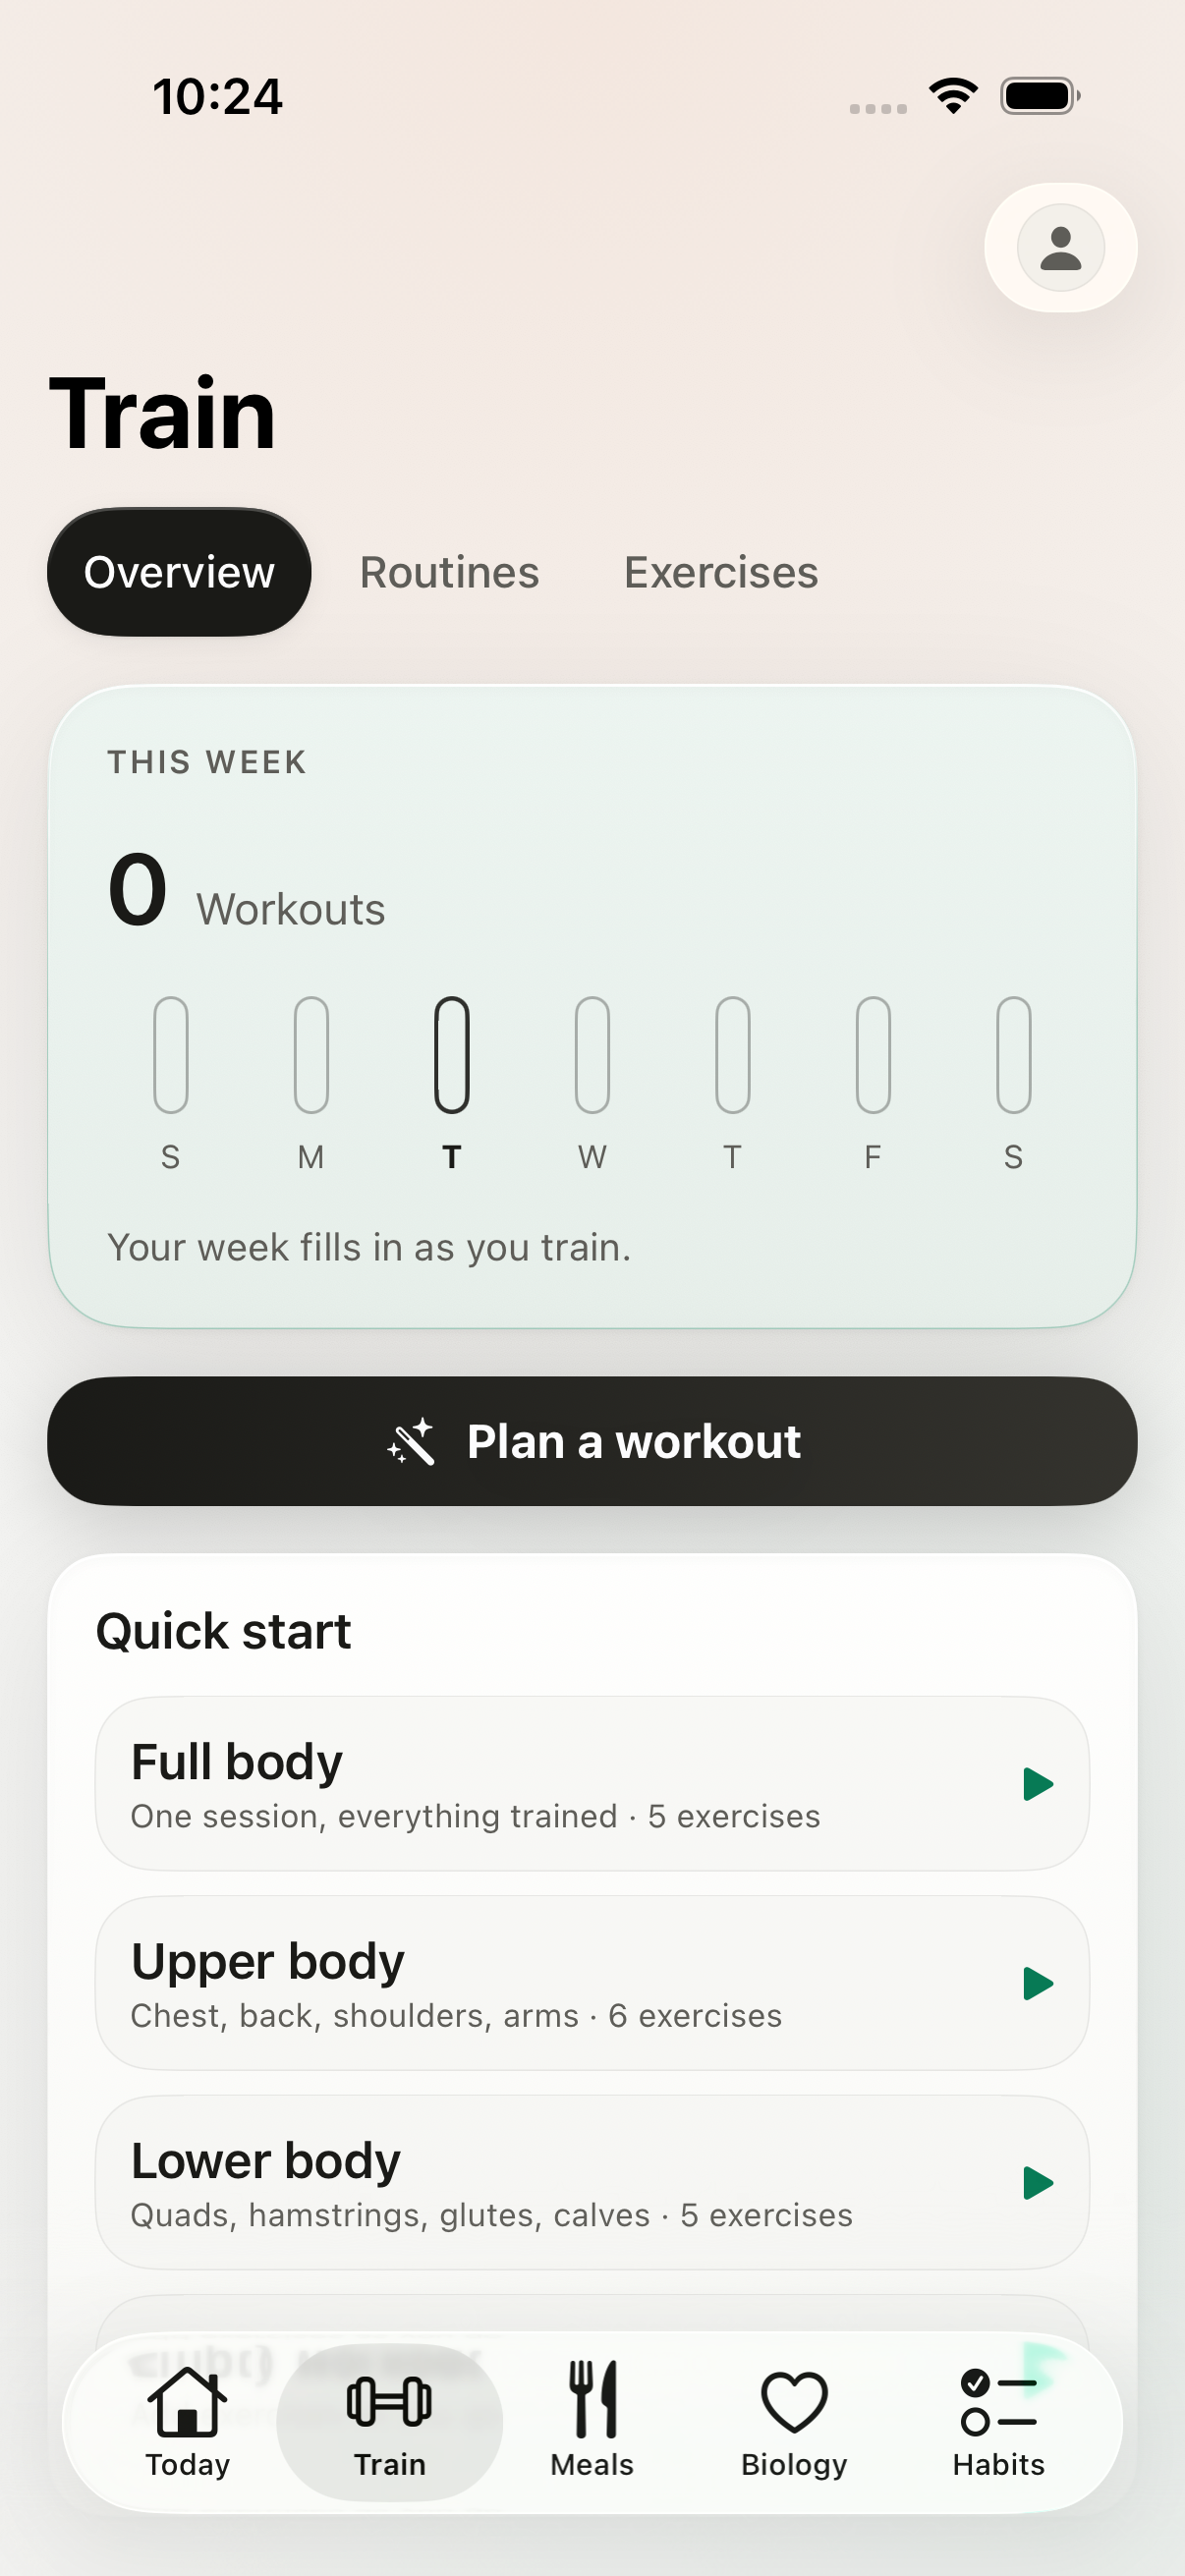 10:24
Train
Overview Routines Exercises
THIS WEEK
0 Workouts
S M T W T F S
Your week fills in as you train.
Plan a workout
Quick start
Full body
One session, everything trained · 5 exercises
Upper body
Chest, back, shoulders, arms · 6 exercises
Lower body
Quads, hamstrings, glutes, calves · 5 exercises
Today Train Meals Biology Habits